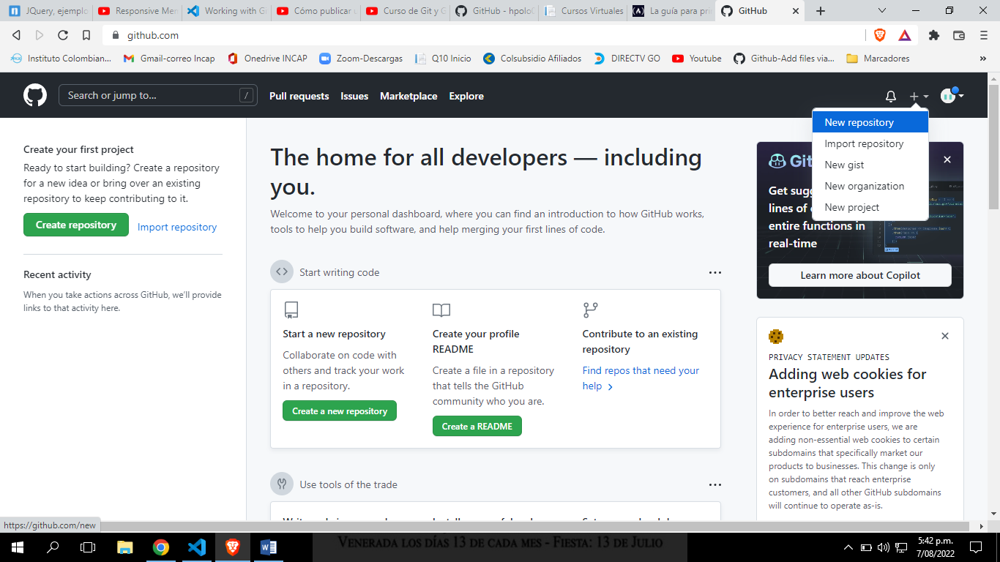 JQuery, ejemplo
Responsive Men
Working with Gi
Cómo publicar u
Curso de Git y G
GitHub - hpolo
Cursos Virtuales
La guía para prin
GitHub
github.com
Instituto Colombian...
Gmail-correo Incap
Onedrive INCAP
Zoom-Descargas
Q10 Inicio
Colsubsidio Afiliados
DIRECTV GO
Youtube
Github-Add files via...
Marcadores
»
Search or jump to...
/
Pull requests
Issues
Marketplace
Explore
New repository
Import repository
New gist
New organization
New project
Create your first project
Ready to start building? Create a repository
for a new idea or bring over an existing
repository to keep contributing to it.
Create repository
Import repository
Recent activity
When you take actions across GitHub, we'll provide
links to that activity here.
The home for all developers — including
you.
Welcome to your personal dashboard, where you can find an introduction to how GitHub works,
tools to help you build software, and help merging your first lines of code.
Start writing code
Start a new repository
Collaborate on code with
others and track your work
in a repository.
Create a new repository
Create your profile
README
Create a file in a repository
that tells the GitHub
community who you are.
Create a README
Contribute to an existing
repository
Find repos that need your
help
Use tools of the trade
Git
Get sugg
lines of
entire functions in
real-time
Learn more about Copilot
PRIVACY STATEMENT UPDATES
Adding web cookies for
enterprise users
In order to better reach and improve the web
experience for enterprise users, we are
adding non-essential web cookies to certain
subdomains that specifically market our
products to businesses. This change is only
on subdomains that reach enterprise
customers, and all other GitHub subdomains
will continue to operate as-is.
https://github.com/new
Venerada los días 13 de cada mes - Fiesta: 13 de Julio
5:42 p.m.
7/08/2022